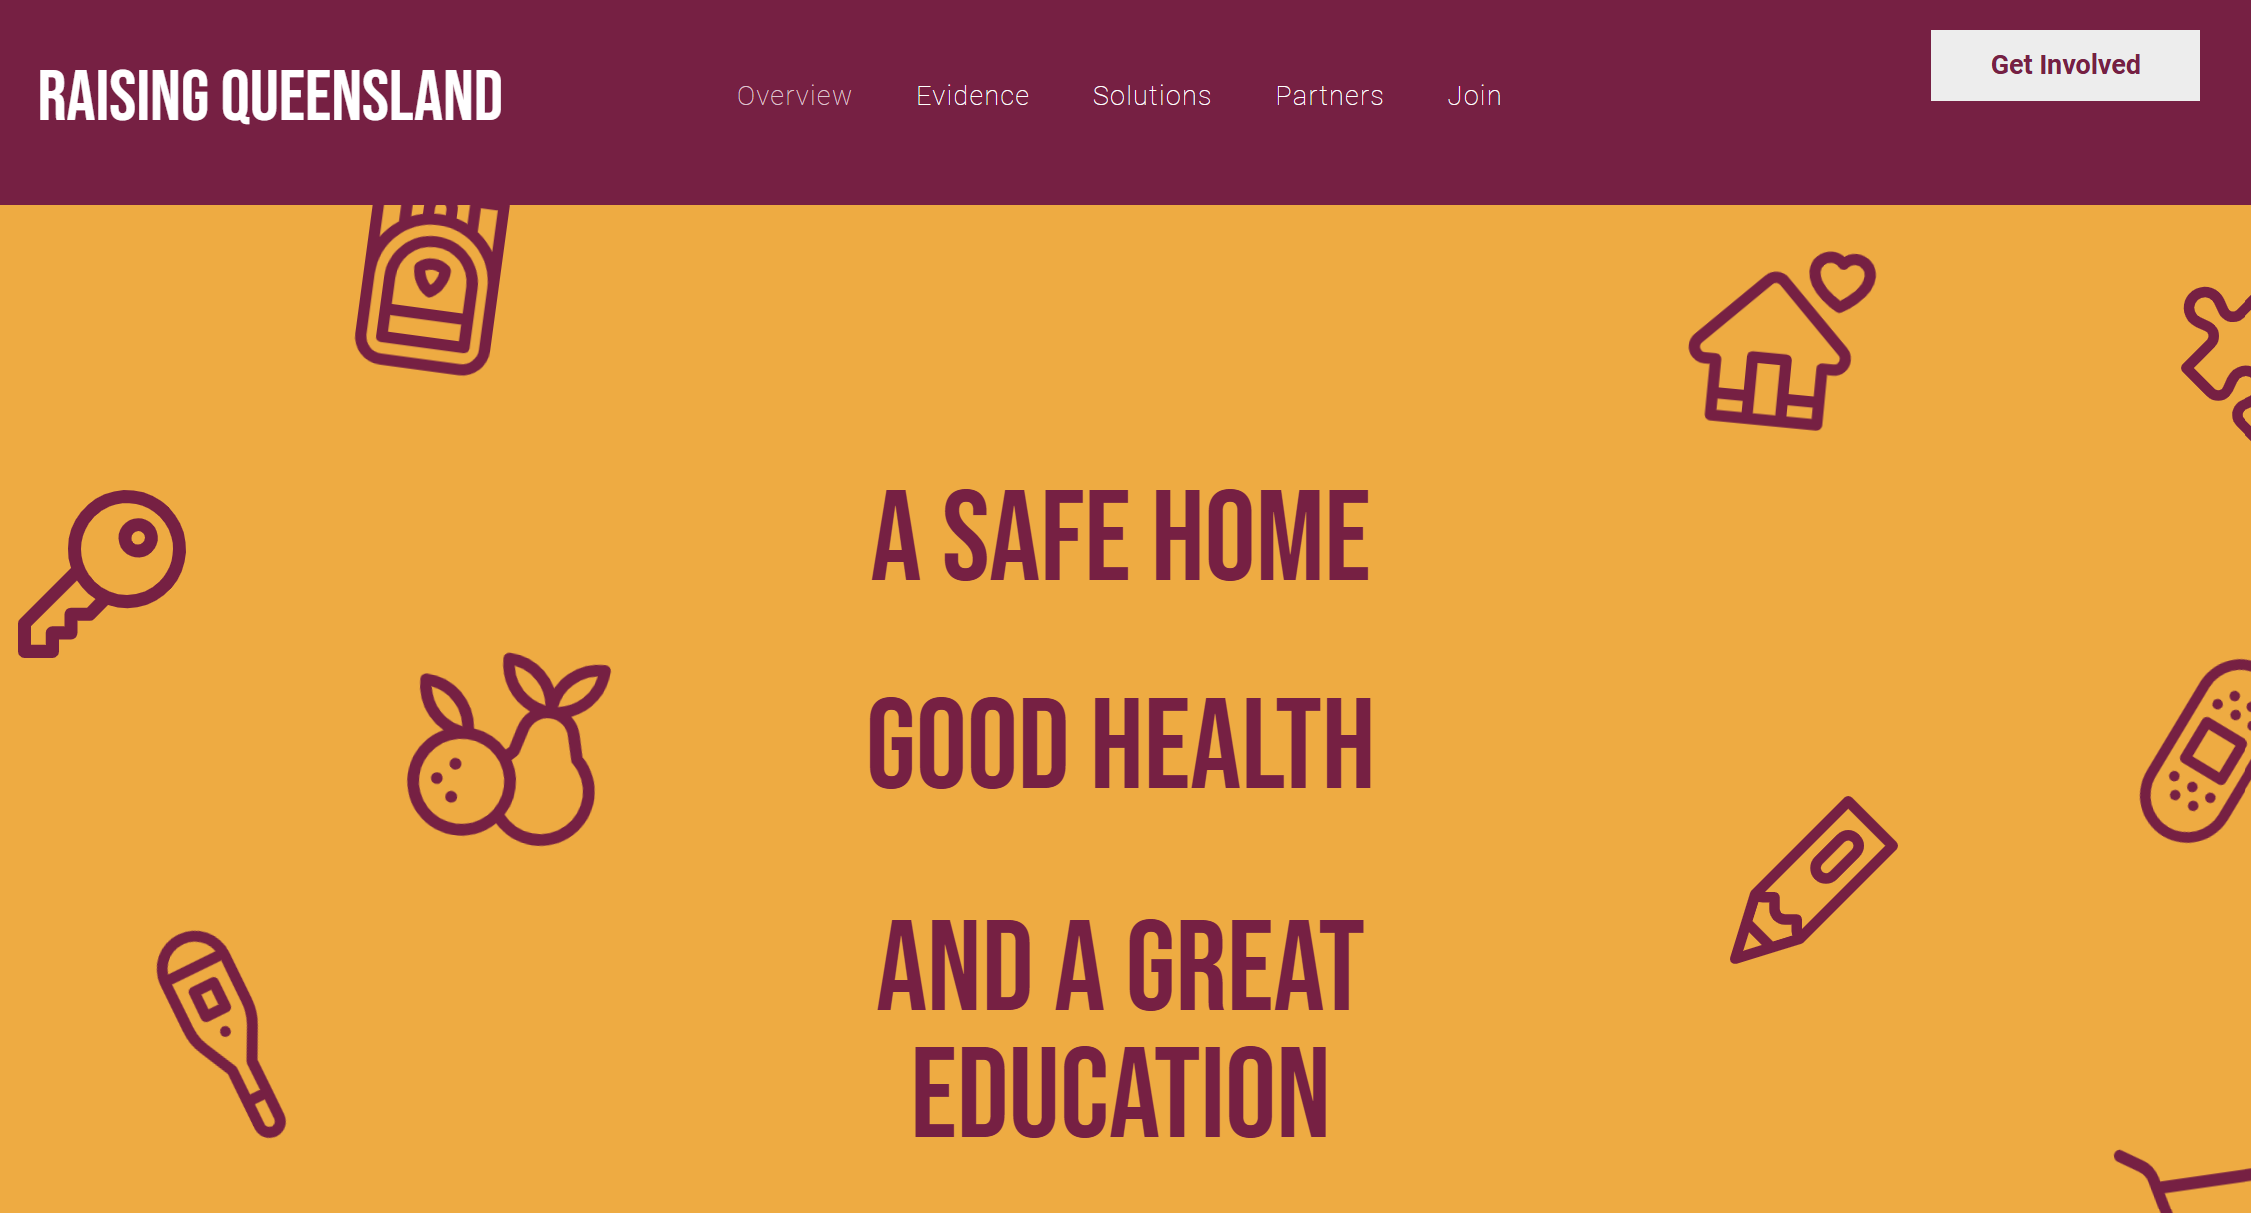 RAISING QUEENSLAND
Overview
Evidence
Solutions
Partners
Join
Get Involved
A SAFE HOME
GOOD HEALTH
AND A GREAT
EDUCATION